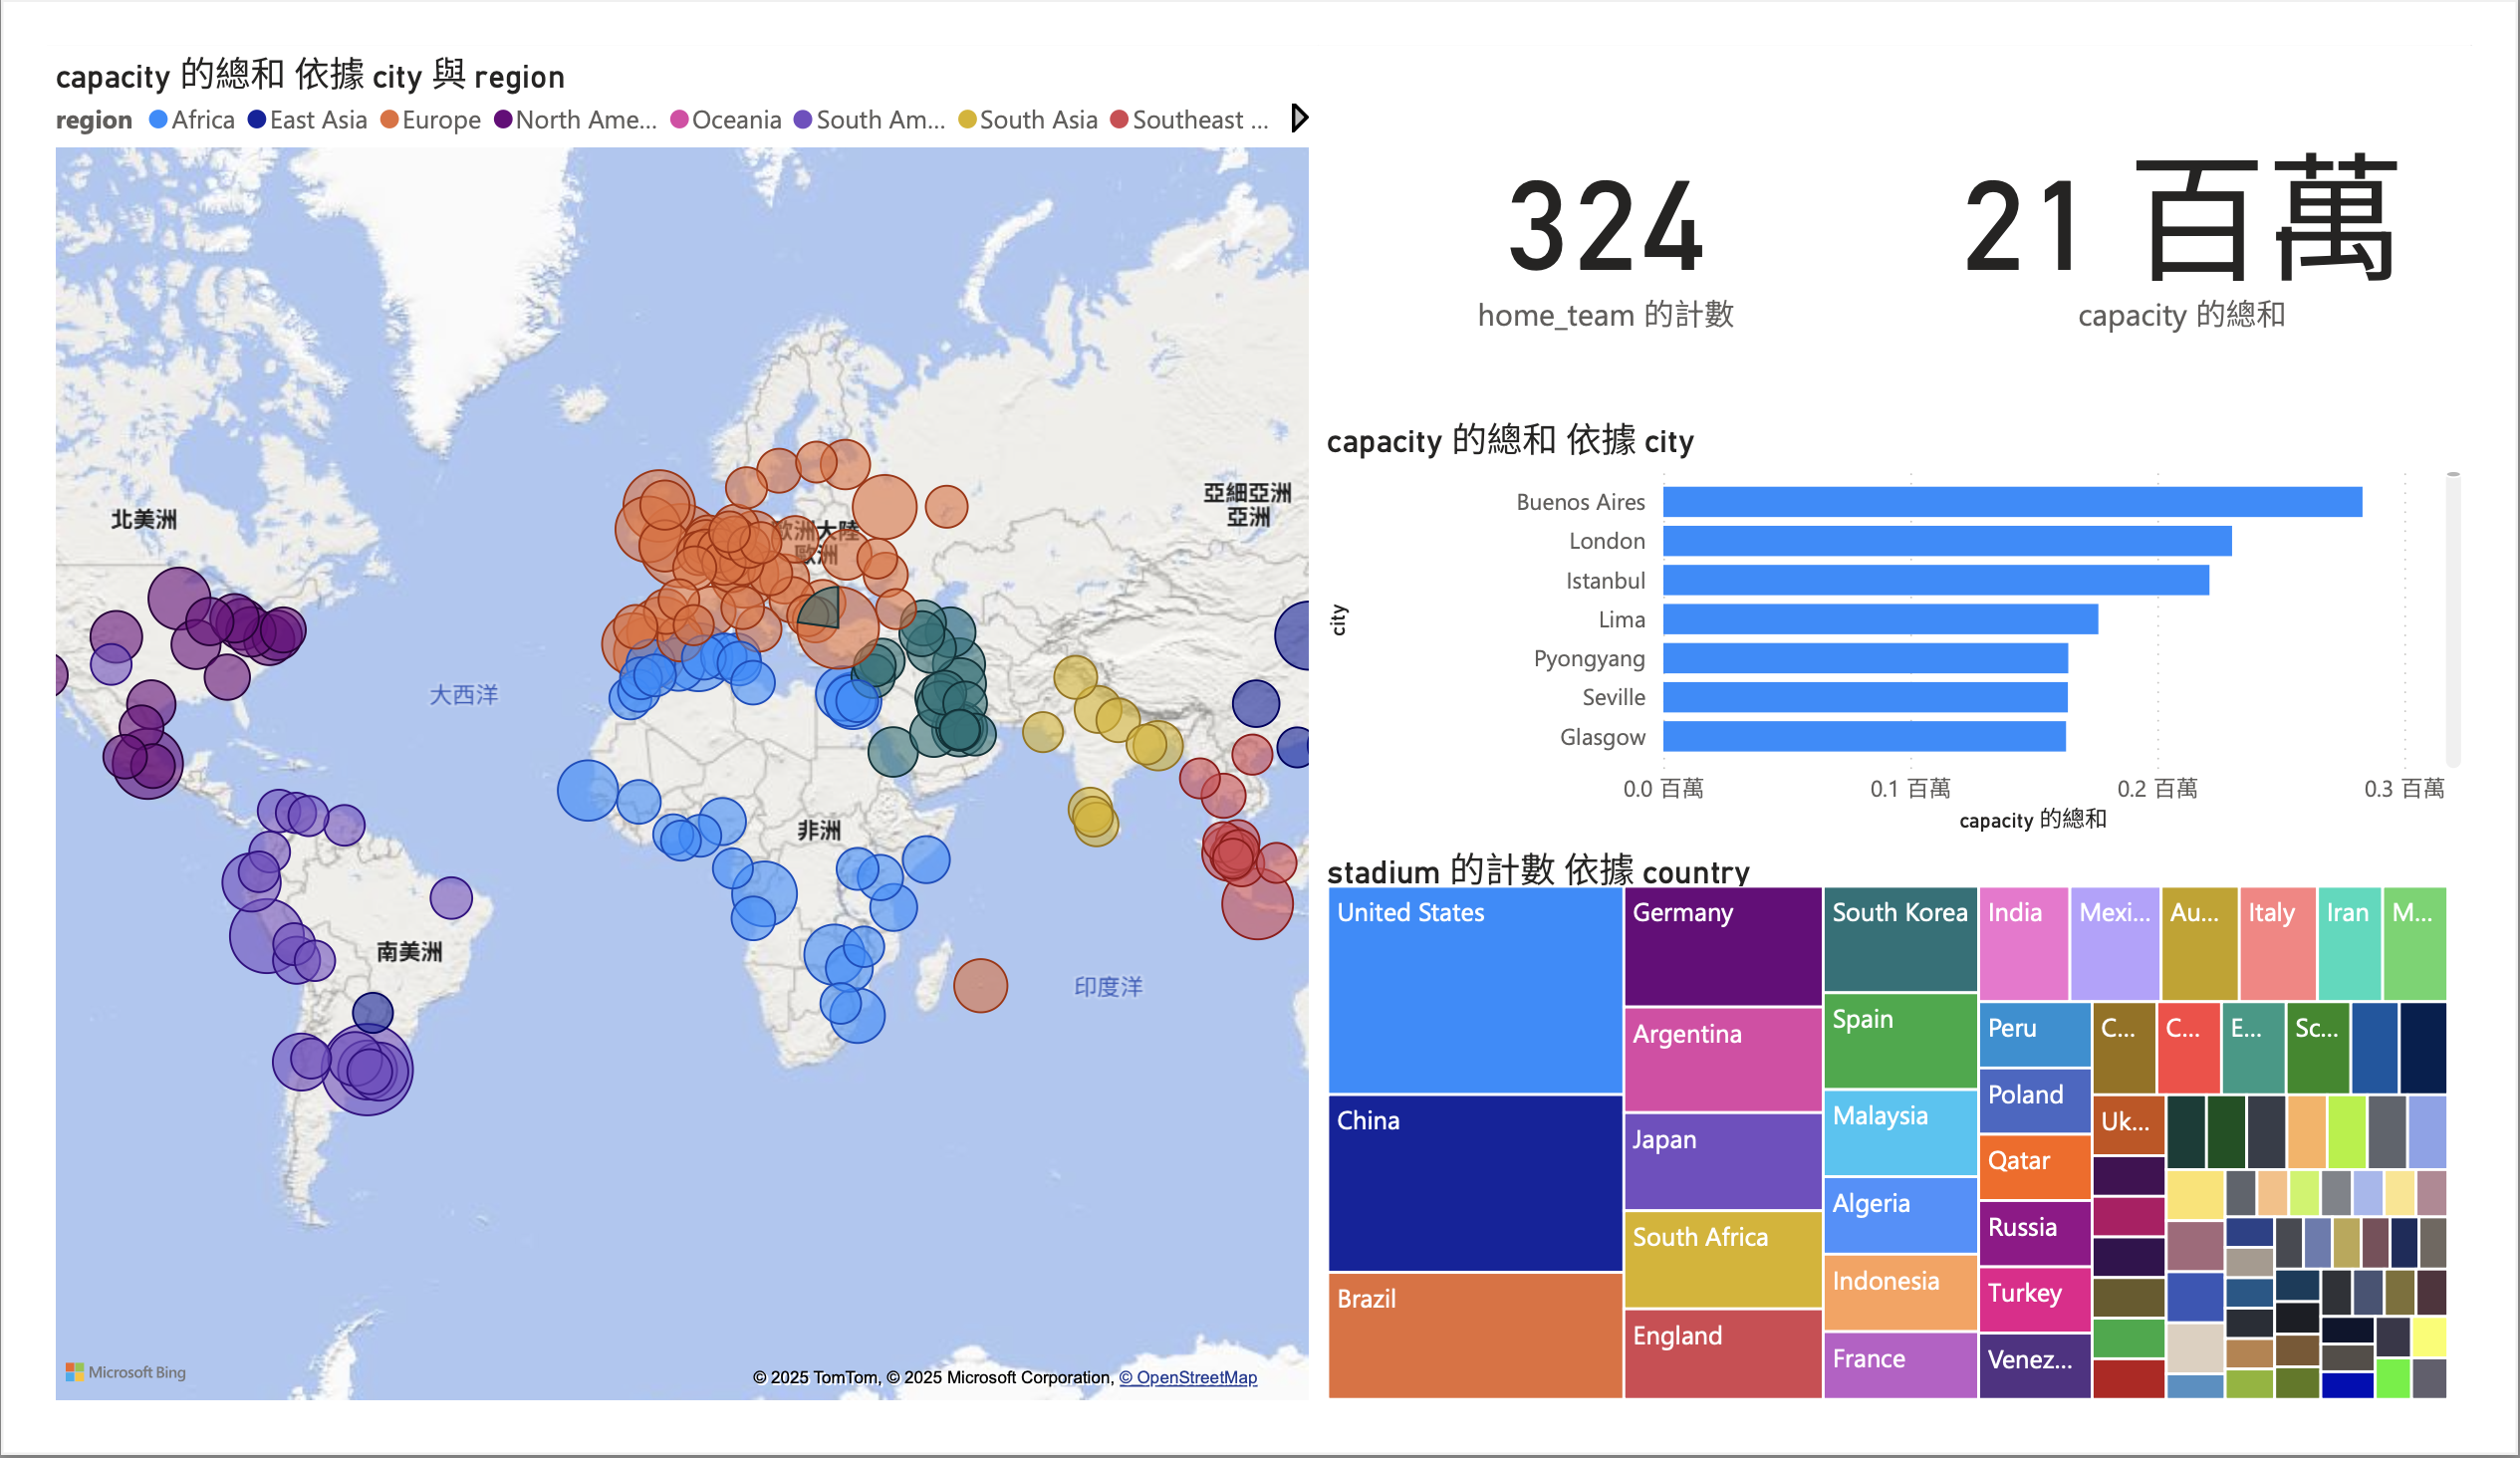 capacity 的總和 依據 city 與 region
region Africa East Asia Europe North Ame... Oceania South Am... South Asia Southeast ...
北美洲
歐洲大陸
歐洲
亞細亞洲
亞洲
大西洋
非洲
南美洲
印度洋
Microsoft Bing
© 2025 TomTom, © 2025 Microsoft Corporation, © OpenStreetMap
324
home_team 的計數
21 百萬
capacity 的總和
capacity 的總和 依據 city
city
Buenos Aires
London
Istanbul
Lima
Pyongyang
Seville
Glasgow
0.0 百萬 0.1 百萬 0.2 百萬 0.3 百萬
capacity 的總和
stadium 的計數 依據 country
United States
China
Brazil
Germany
Argentina
Japan
South Africa
England
South Korea
Spain
Malaysia
Algeria
Indonesia
France
India
Mexi...
Au...
Italy
Iran
M...
Peru
Poland
Qatar
Russia
Turkey
Venez...
C...
C...
E...
Sc...
Uk...